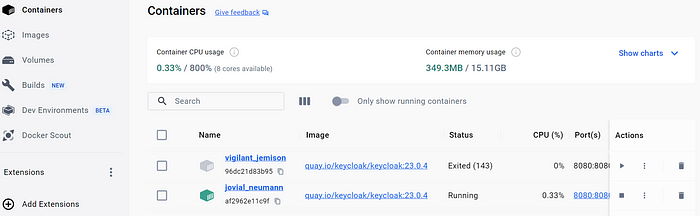 Containers
Images
Volumes
Builds NEW
Dev Environments BETA
Docker Scout
Extensions
Add Extensions
Containers Give feedback
Container CPU usage
0.33% / 800% (8 cores available)
Container memory usage
349.3MB / 15.11GB
Show charts
Search
Only show running containers
Name Image Status CPU (%) Port(s) Actions
vigilant_jemison
96dc21d83b95
quay.io/keycloak/keycloak:23.0.4 Exited (143) 0% 8080:808
jovial_neumann
af2962e11c9f
quay.io/keycloak/keycloak:23.0.4 Running 0.33% 8080:808